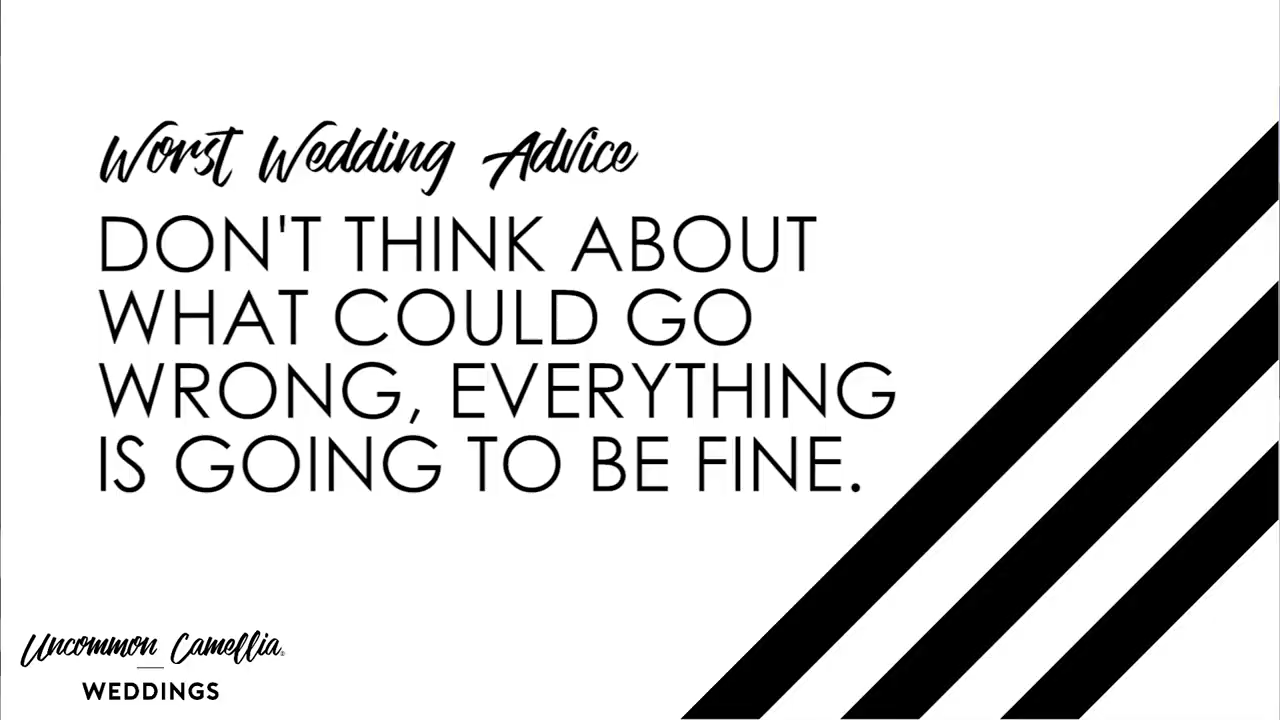 Worst Wedding Advice
DON'T THINK ABOUT
WHAT COULD GO
WRONG, EVERYTHING
IS GOING TO BE FINE.
Uncommon Camellia®
WEDDINGS